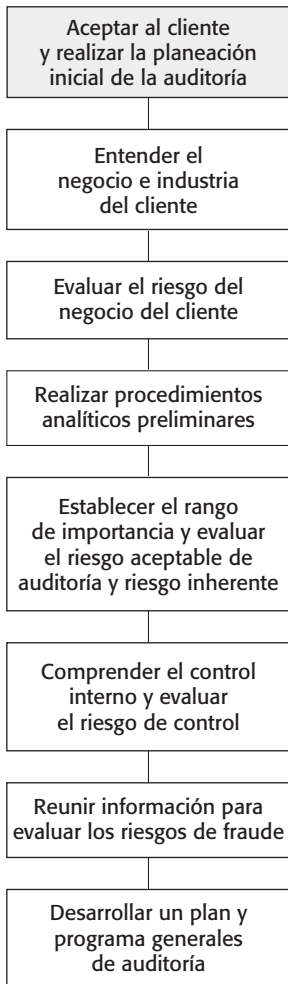 Aceptar al cliente
y realizar la planeación
inicial de la auditoría
Entender el
negocio e industria
del cliente
Evaluar el riesgo del
negocio del cliente
Realizar procedimientos
analíticos preliminares
Establecer el rango
de importancia y evaluar
el riesgo aceptable de
auditoría y riesgo inherente
Comprender el control
interno y evaluar
el riesgo de control
Reunir información para
evaluar los riesgos de fraude
Desarrollar un plan y
programa generales
de auditoría